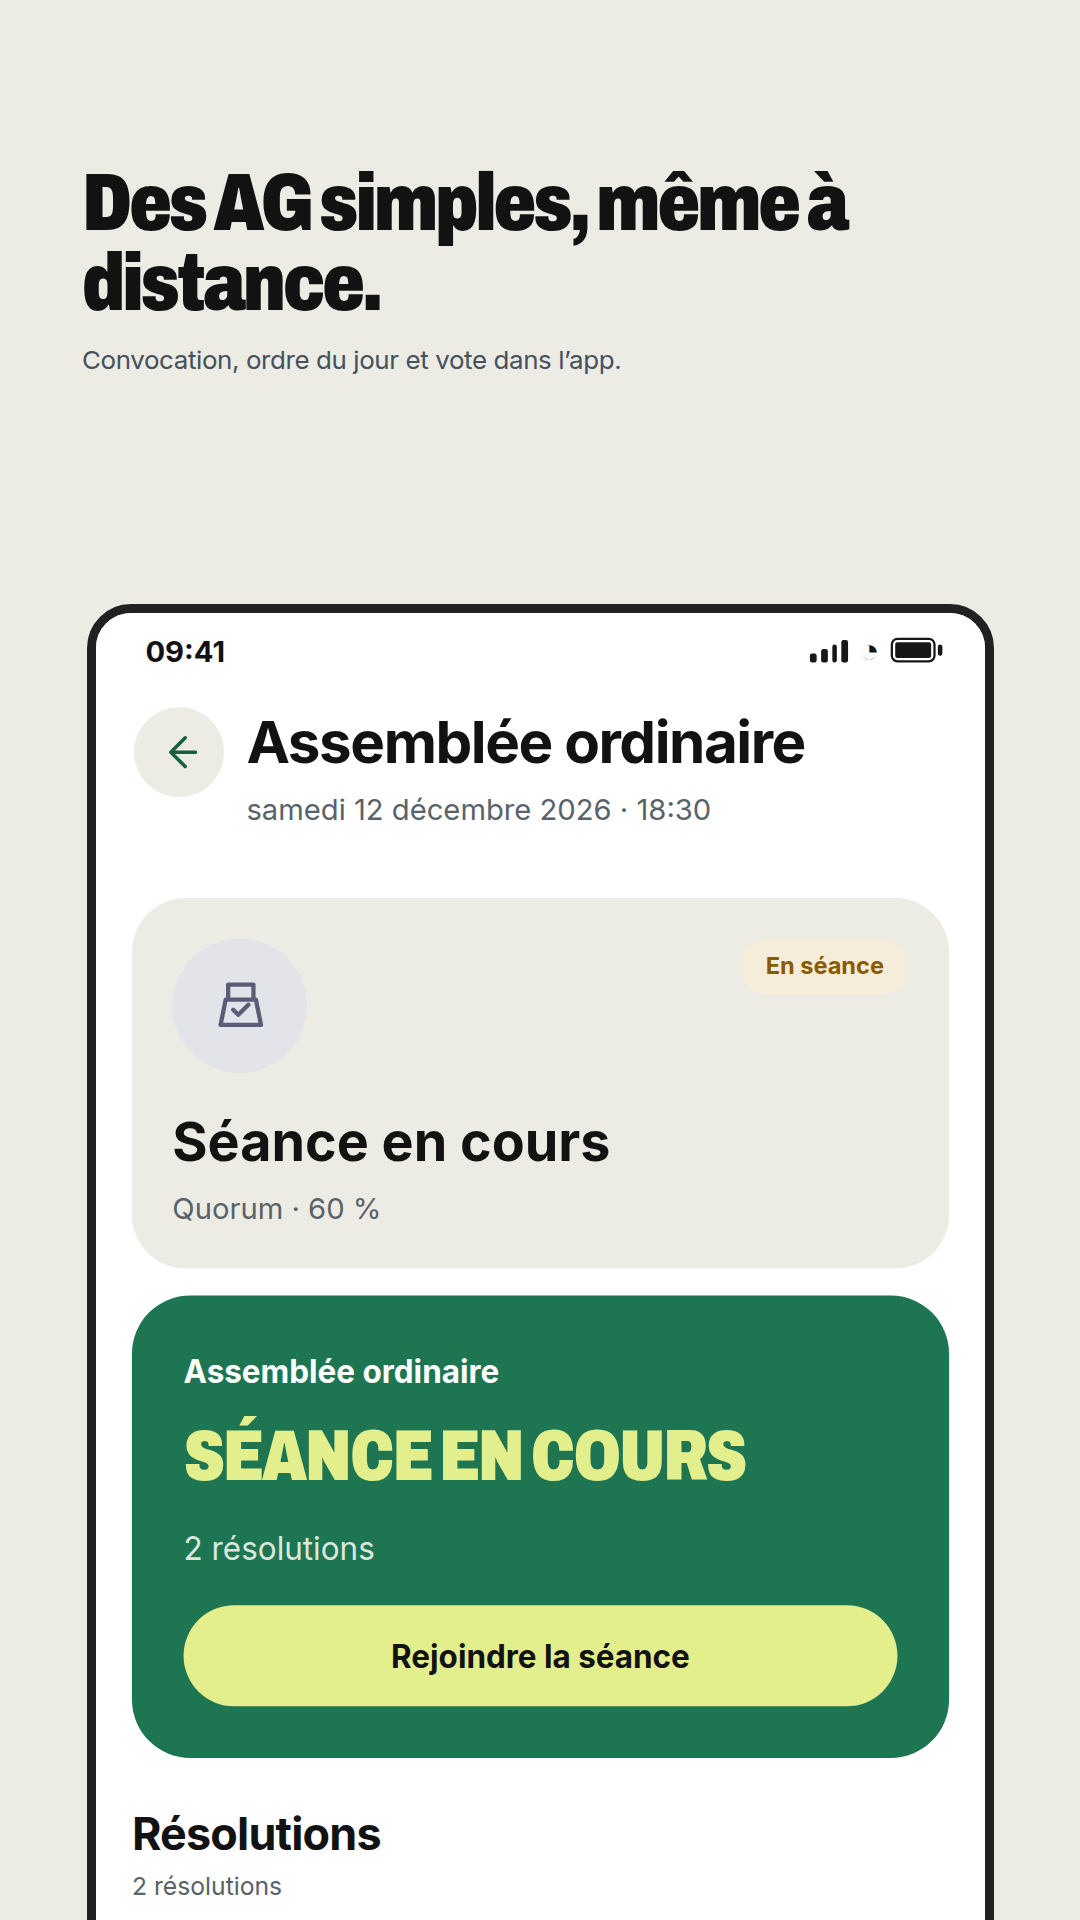 Des AG simples, même à
distance.
Convocation, ordre du jour et vote dans l’app.
09:41
Assemblée ordinaire
samedi 12 décembre 2026 · 18:30
En séance
Séance en cours
Quorum · 60 %
Assemblée ordinaire
SÉANCE EN COURS
2 résolutions
Rejoindre la séance
Résolutions
2 résolutions